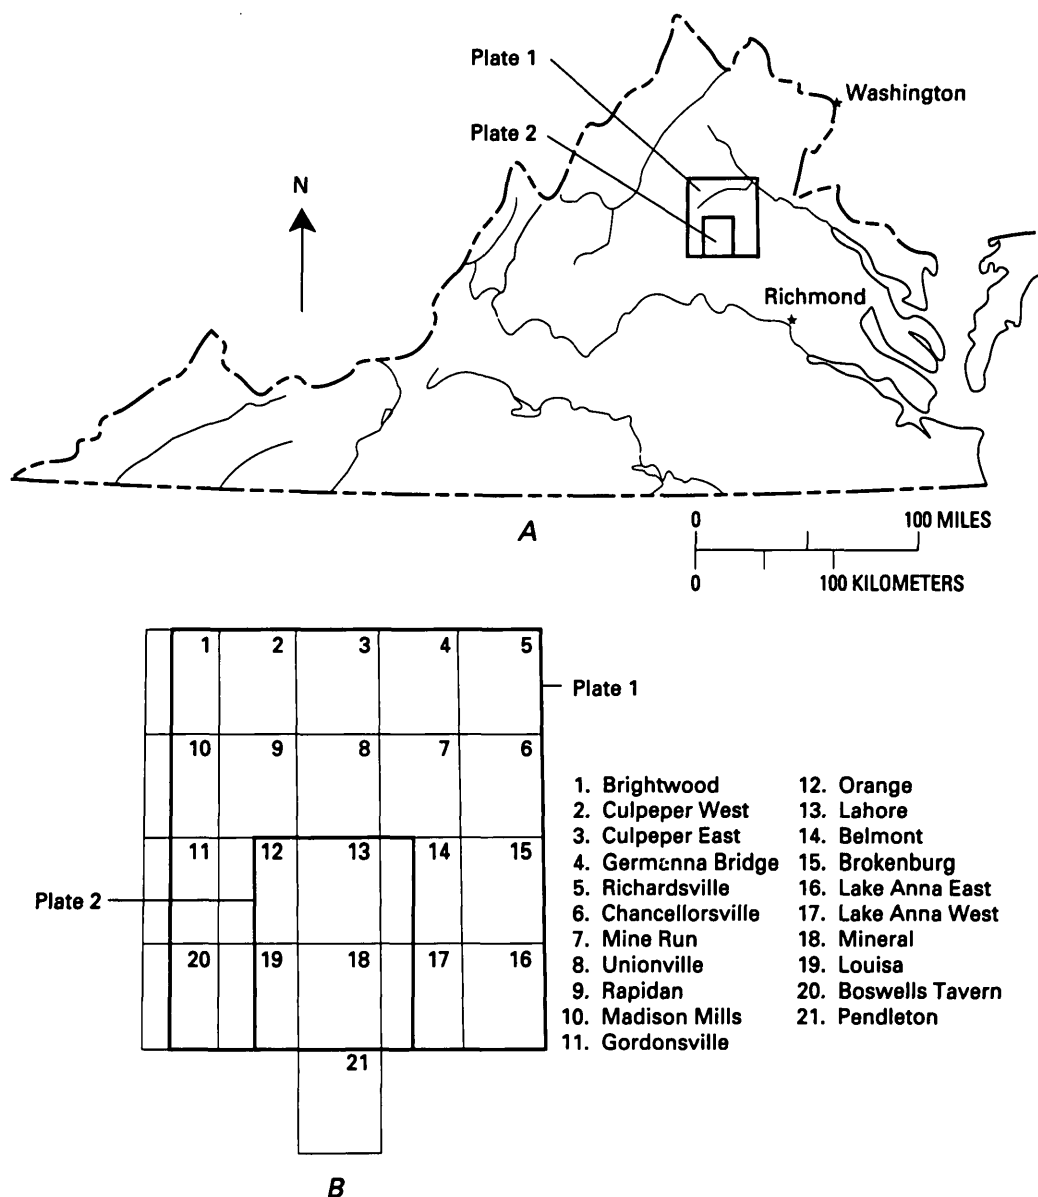 Plate 1
Washington
Plate 2
N
Richmond
A
0 100 MILES
0 100 KILOMETERS
1 2 3 4 5
Plate 1
10 9 8 7 6
11 12 13 14 15
Plate 2
20 19 18 17 16
21
B
1. Brightwood
2. Culpeper West
3. Culpeper East
4. Germanna Bridge
5. Richardsville
6. Chancellorsville
7. Mine Run
8. Unionville
9. Rapidan
10. Madison Mills
11. Gordonsville
12. Orange
13. Lahore
14. Belmont
15. Brokenburg
16. Lake Anna East
17. Lake Anna West
18. Mineral
19. Louisa
20. Boswells Tavern
21. Pendleton